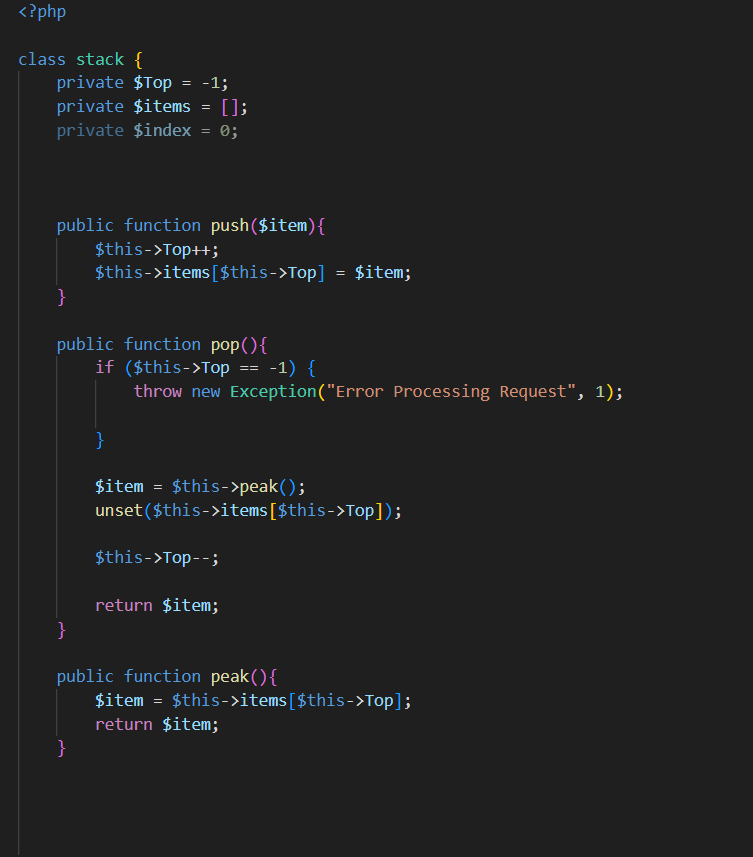 <?php
class stack {
private $Top = -1;
private $items = [];
private $index = 0;
public function push($item){
$this->Top++;
$this->items[$this->Top] = $item;
}
public function pop(){
if ($this->Top == -1) {
throw new Exception("Error Processing Request", 1);
}
$item = $this->peak();
unset($this->items[$this->Top]);
$this->Top--;
return $item;
}
public function peak(){
$item = $this->items[$this->Top];
return $item;
}